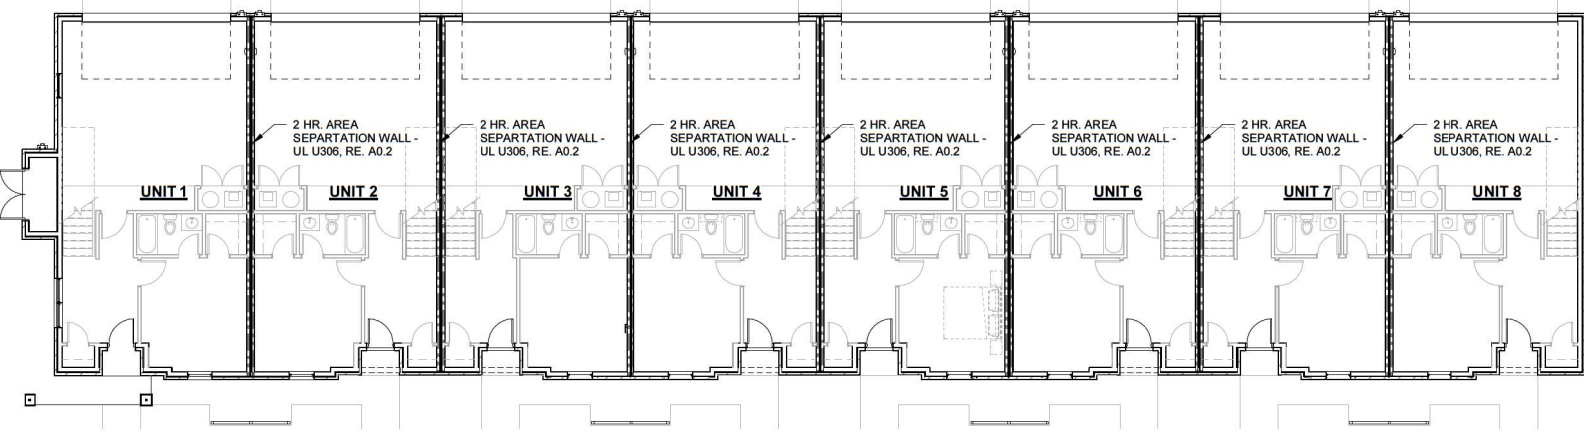 2 HR. AREA
SEPARTATION WALL -
UL U306, RE. A0.2
2 HR. AREA
SEPARTATION WALL -
UL U306, RE. A0.2
2 HR. AREA
SEPARTATION WALL -
UL U306, RE. A0.2
2 HR. AREA
SEPARTATION WALL -
UL U306, RE. A0.2
2 HR. AREA
SEPARTATION WALL -
UL U306, RE. A0.2
2 HR. AREA
SEPARTATION WALL -
UL U306, RE. A0.2
2 HR. AREA
SEPARTATION WALL -
UL U306, RE. A0.2
UNIT 1
UNIT 2
UNIT 3
UNIT 4
UNIT 5
UNIT 6
UNIT 7
UNIT 8